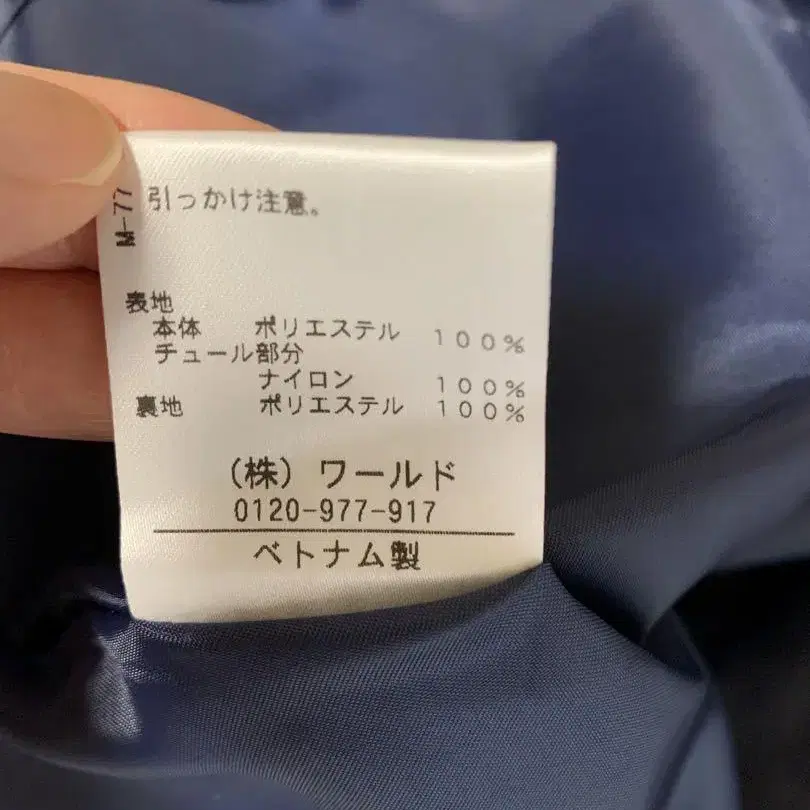 M-77
引っかけ注意。
表地
本体 ポリエステル 100%
チュール部分
ナイロン 100%
裏地 ポリエステル 100%
(株) ワールド
0120-977-917
ベトナム製